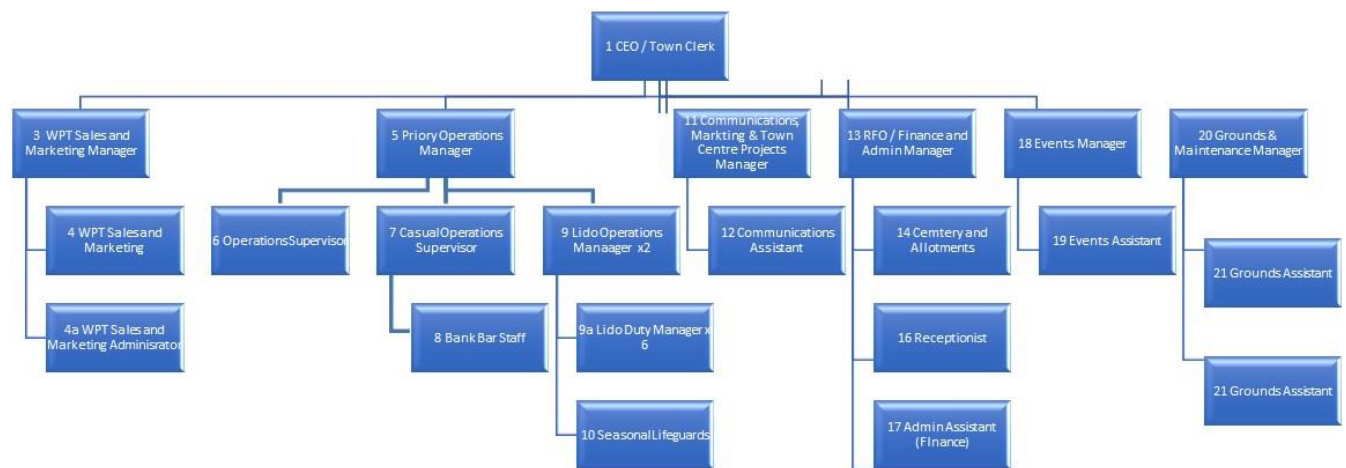 1 CEO / Town Clerk
3 WPT Sales and
Marketing Manager
5 Priory Operations
Manager
11 Communications,
Markting & Town
Centre Projects
Manager
13 RFO / Finance and
Admin Manager
18 Events Manager
20 Grounds &
Maintenance Manager
4 WPT Sales and
Marketing
6 Operations Supervisor
7 Casual Operations
Supervisor
9 Lido Operations
Manaager x2
12 Communications
Assistant
14 Cemtery and
Allotments
19 Events Assistant
21 Grounds Assistant
4a WPT Sales and
Marketing Adminisrator
8 Bank Bar Staff
9a Lido Duty Manager x
6
16 Receptionist
21 Grounds Assistant
10 Seasonal Lifeguards
17 Admin Assistant
(FInance)